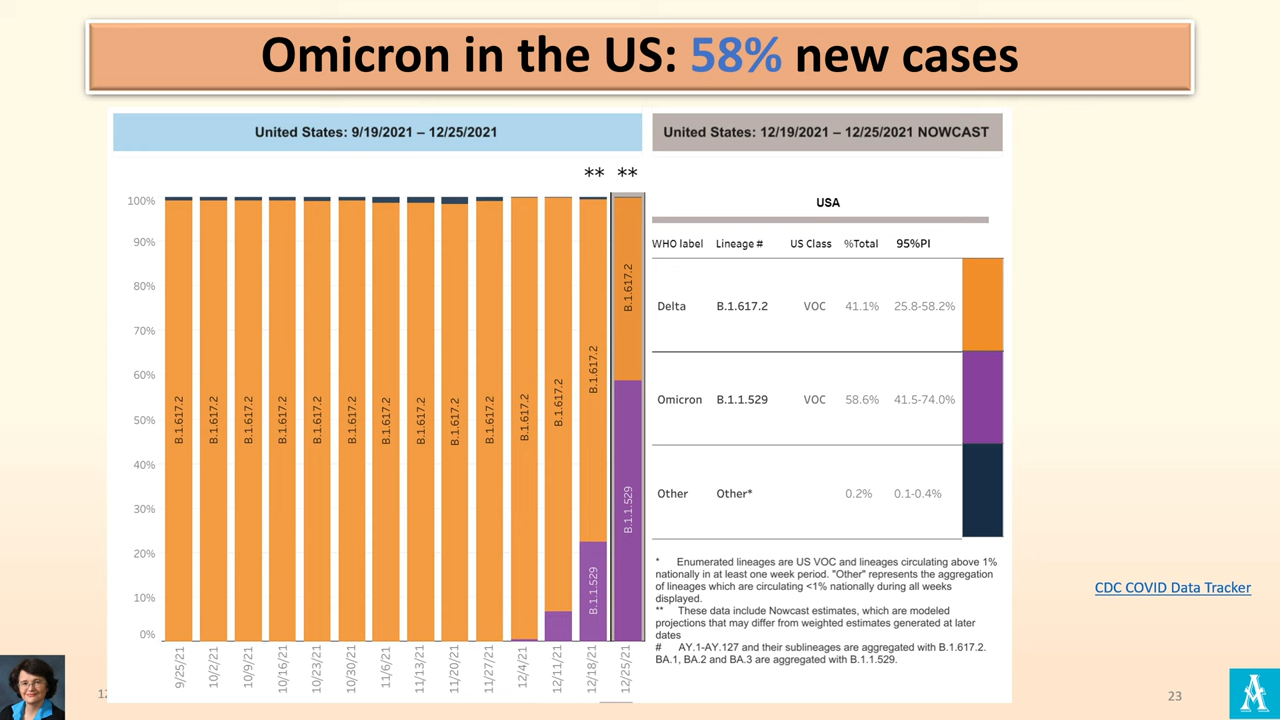 Omicron in the US: 58% new cases
United States: 9/19/2021 – 12/25/2021
United States: 12/19/2021 – 12/25/2021 NOWCAST
** **
100%
90%
80%
70%
60%
50%
40%
30%
20%
10%
0%
B.1.617.2
B.1.617.2
B.1.617.2
B.1.617.2
B.1.617.2
B.1.617.2
B.1.617.2
B.1.617.2
B.1.617.2
B.1.617.2
B.1.617.2
B.1.617.2
B.1.617.2
B.1.1.529
B.1.617.2
B.1.1.529
9/25/21
10/2/21
10/9/21
10/16/21
10/23/21
10/30/21
11/6/21
11/13/21
11/20/21
11/27/21
12/4/21
12/11/21
12/18/21
12/25/21
USA
WHO label Lineage # US Class %Total 95%PI
Delta B.1.617.2 VOC 41.1% 25.8-58.2%
Omicron B.1.1.529 VOC 58.6% 41.5-74.0%
Other Other* 0.2% 0.1-0.4%
* Enumerated lineages are US VOC and lineages circulating above 1%
nationally in at least one week period. "Other" represents the aggregation
of lineages which are circulating <1% nationally during all weeks
displayed.
** These data include Nowcast estimates, which are modeled
projections that may differ from weighted estimates generated at later
dates
# AY.1-AY.127 and their sublineages are aggregated with B.1.617.2.
BA.1, BA.2 and BA.3 are aggregated with B.1.1.529.
CDC COVID Data Tracker
23